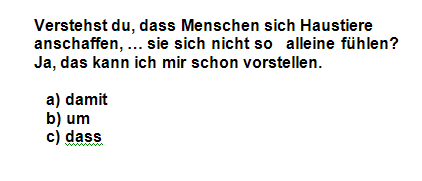 Verstehst du, dass Menschen sich Haustiere
anschaffen, ... sie sich nicht so alleine fühlen?
Ja, das kann ich mir schon vorstellen.
a) damit
b) um
c) dass